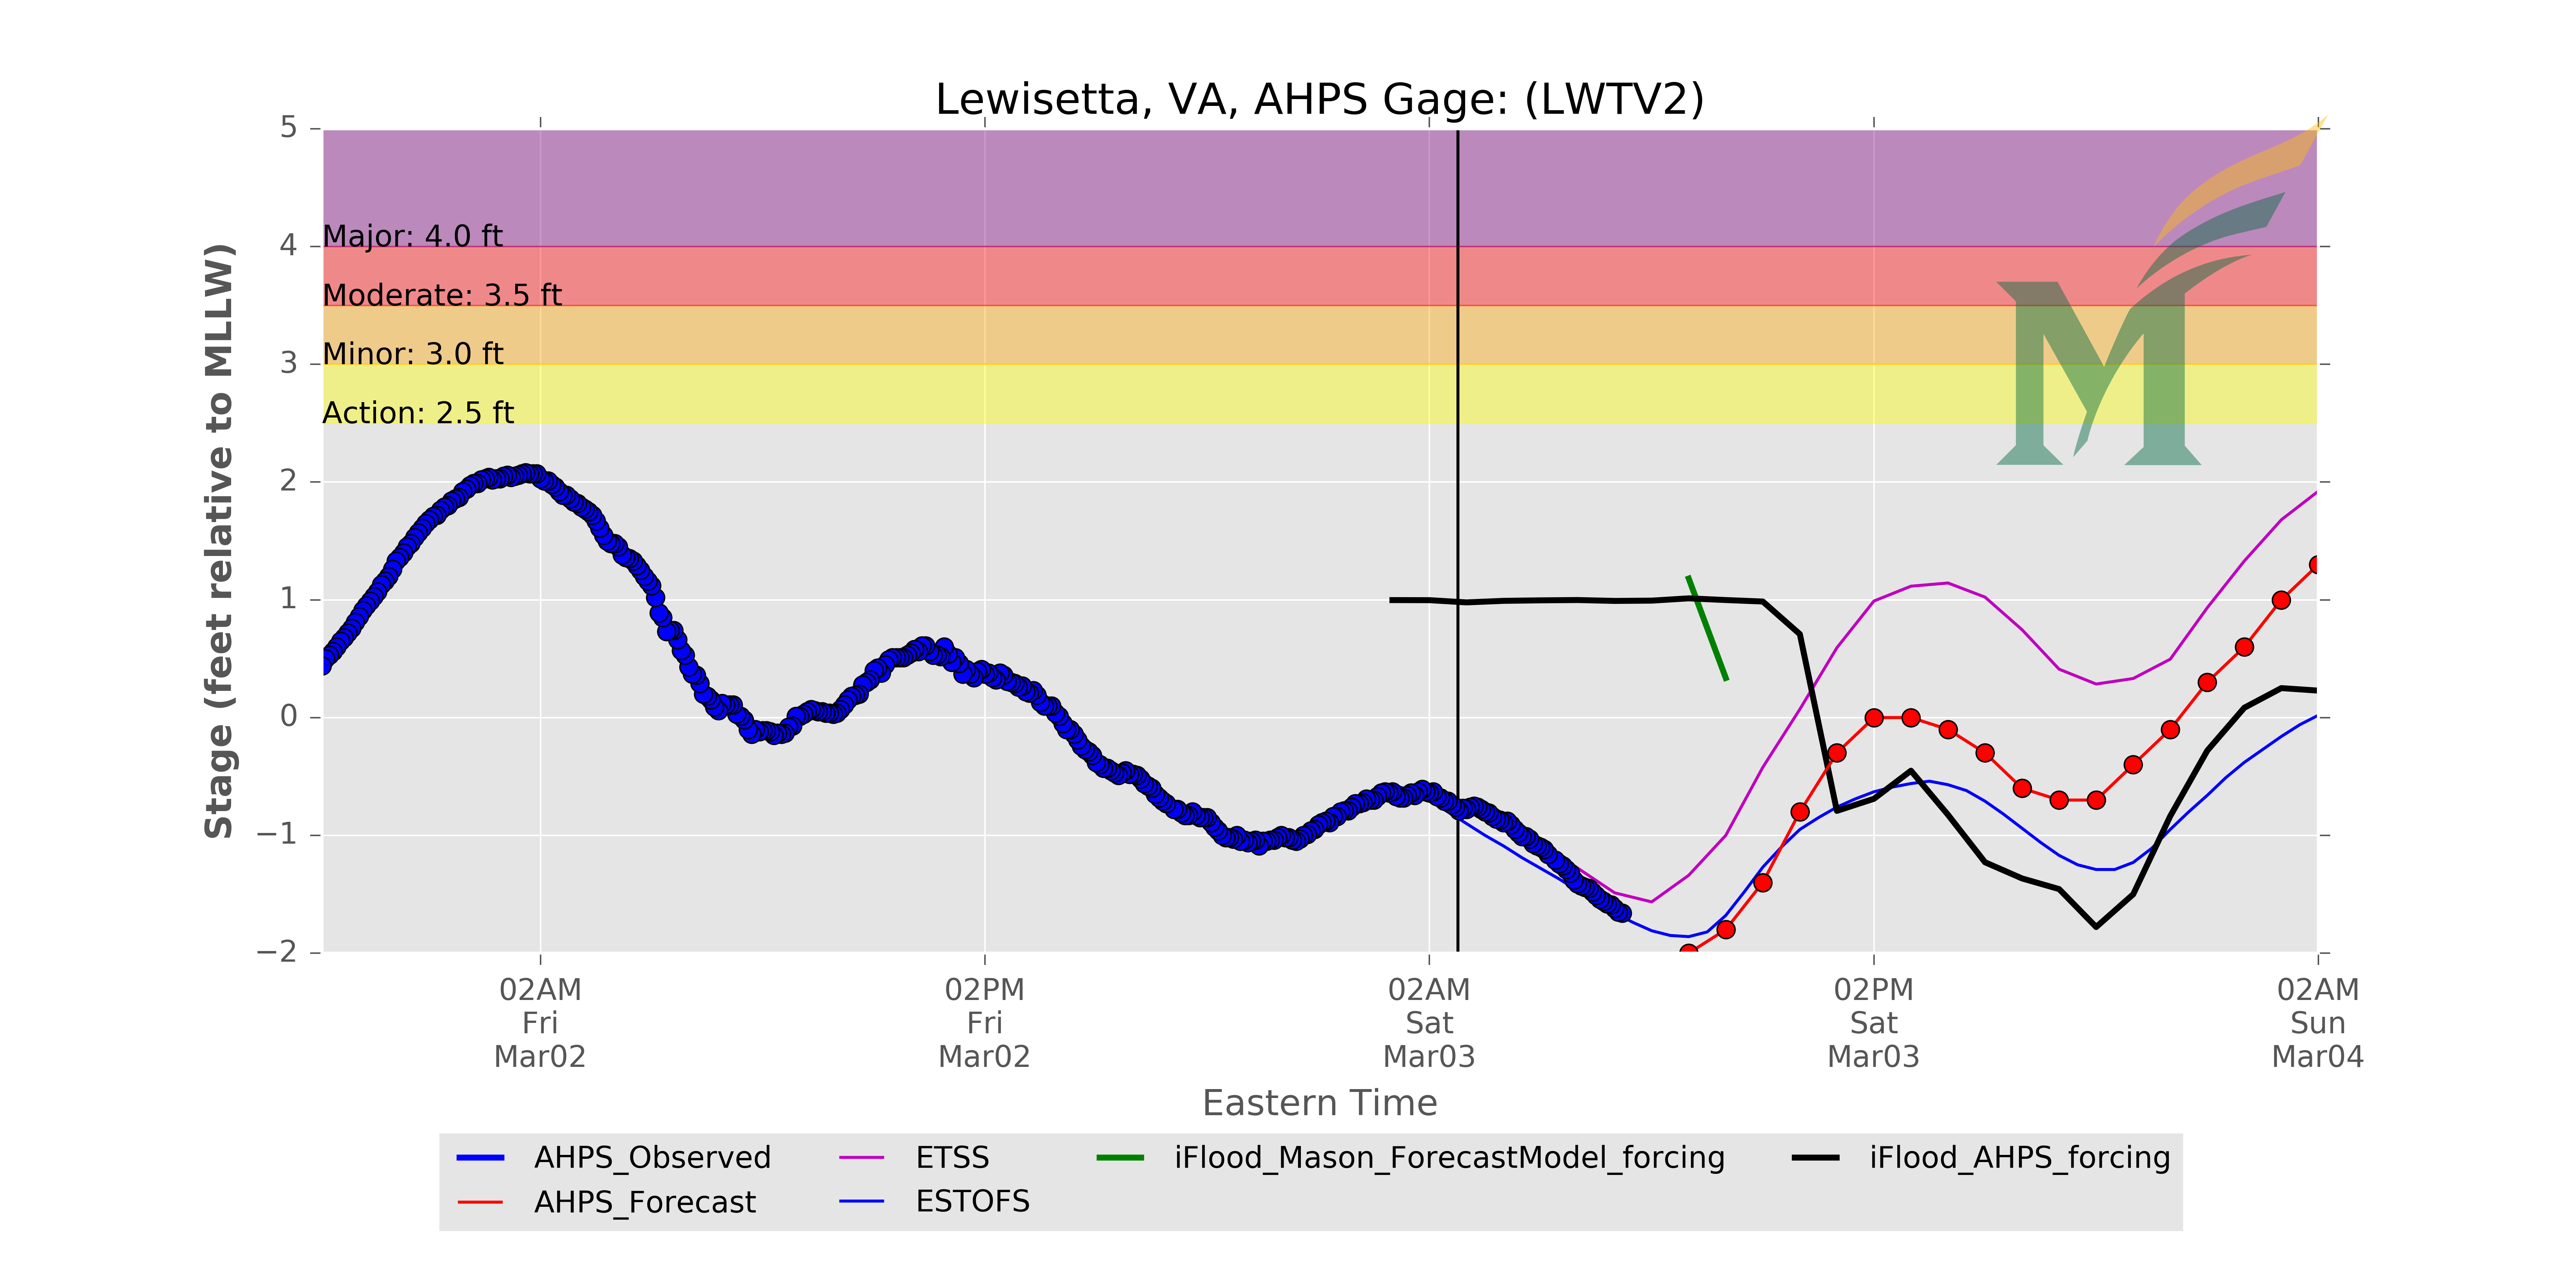 Lewisetta, VA, AHPS Gage: (LWTV2)
Stage (feet relative to MLLW)
5
4
3
2
1
0
−1
−2
Major: 4.0 ft
Moderate: 3.5 ft
Minor: 3.0 ft
Action: 2.5 ft
M
02AM
Fri
Mar02
02PM
Fri
Mar02
02AM
Sat
Mar03
02PM
Sat
Mar03
02AM
Sun
Mar04
Eastern Time
AHPS_Observed
AHPS_Forecast
ETSS
ESTOFS
iFlood_Mason_ForecastModel_forcing
iFlood_AHPS_forcing